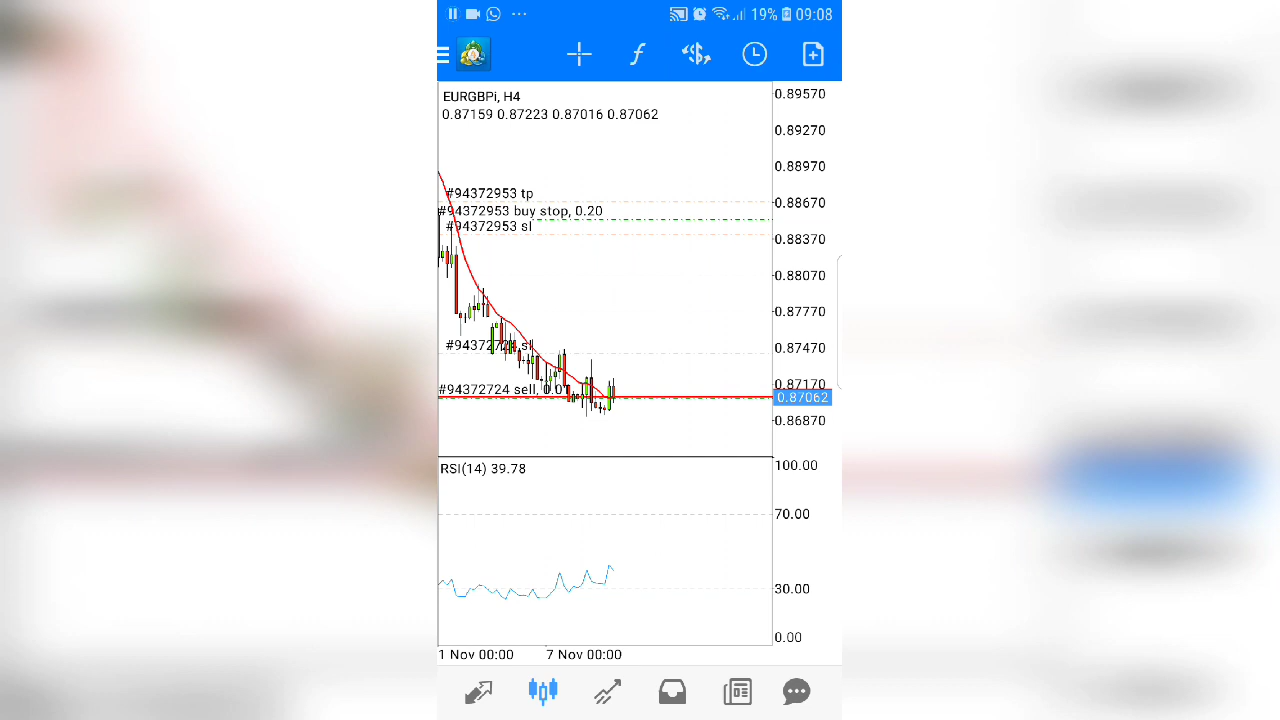 19% 09:08
EURGBPi, H4
0.87159 0.87223 0.87016 0.87062
0.89570
0.89270
0.88970
#94372953 tp
0.88670
#94372953 buy stop, 0.20
#94372953 sl
0.88370
0.88070
0.87770
#94372724 sl
0.87470
#94372724 sell, 0.01
0.87170
0.87062
0.86870
RSI(14) 39.78
100.00
70.00
30.00
0.00
1 Nov 00:00 7 Nov 00:00